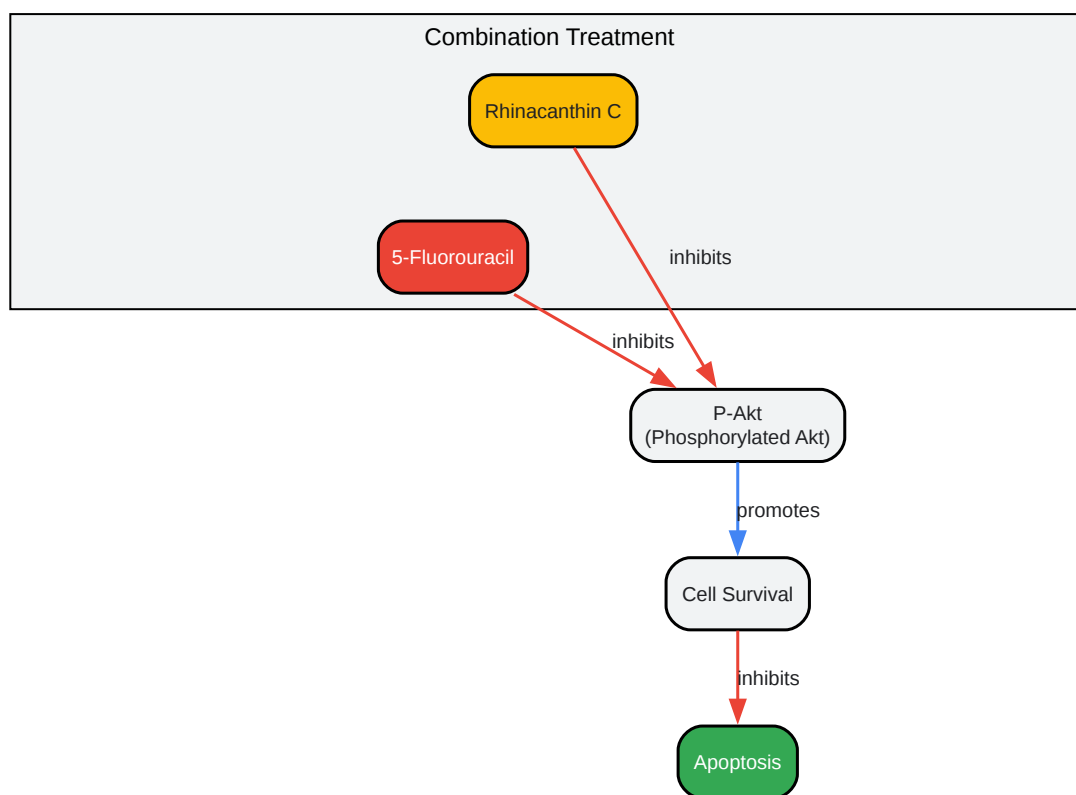 Combination Treatment
Rhinacanthin C
5-Fluorouracil
inhibits
inhibits
P-Akt
(Phosphorylated Akt)
promotes
Cell Survival
inhibits
Apoptosis